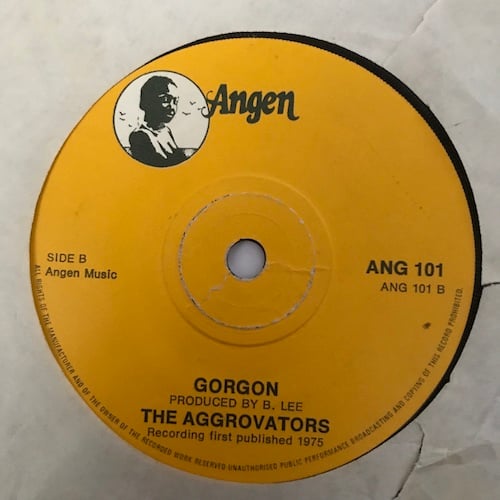 Angen
SIDE B
Angen Music
ANG 101
ANG 101 B
GORGON
PRODUCED BY B. LEE
THE AGGROVATORS
Recording first published 1975
ALL RIGHTS OF THE MANUFACTURER AND OF THE OWNER OF THE RECORDED WORK RESERVED UNAUTHORISED PUBLIC PERFORMANCE BROADCASTING AND COPYING OF THIS RECORD PROHIBITED.